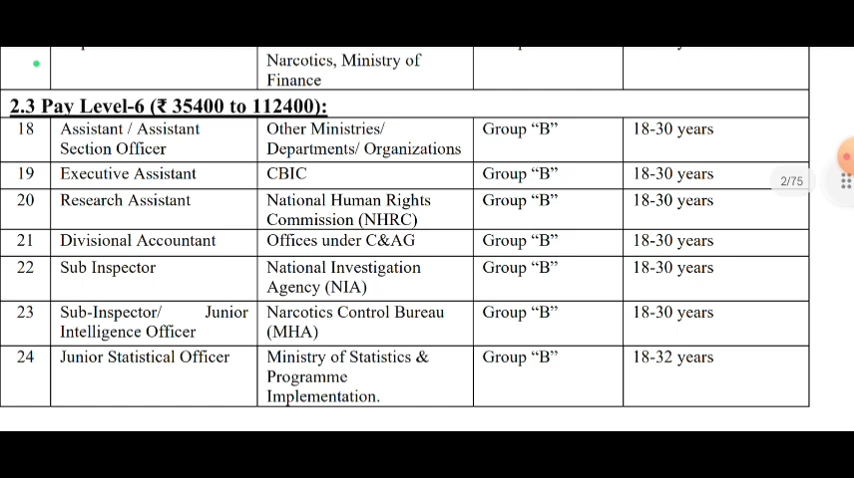 Narcotics, Ministry of
Finance
2.3 Pay Level-6 (₹ 35400 to 112400):
18 Assistant / Assistant Other Ministries/ Group “B” 18-30 years
Section Officer Departments/ Organizations
19 Executive Assistant CBIC Group “B” 18-30 years
20 Research Assistant National Human Rights Group “B” 18-30 years
Commission (NHRC)
21 Divisional Accountant Offices under C&AG Group “B” 18-30 years
22 Sub Inspector National Investigation Group “B” 18-30 years
Agency (NIA)
23 Sub-Inspector/ Junior Narcotics Control Bureau Group “B” 18-30 years
Intelligence Officer (MHA)
24 Junior Statistical Officer Ministry of Statistics & Group “B” 18-32 years
Programme
Implementation.
2/75